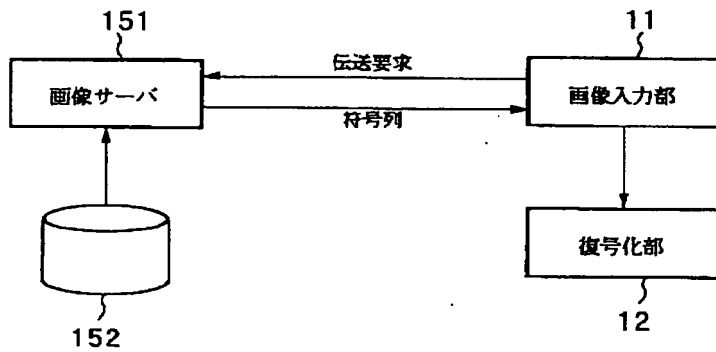 151
11
伝送要求
画像サーバ
画像入力部
符号列
復号化部
152
12